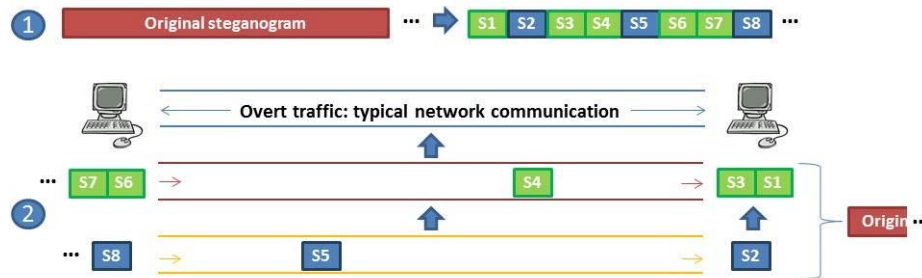 1 Original steganogram ... S1 S2 S3 S4 S5 S6 S7 S8 ...
Overt traffic: typical network communication
... S7 S6 S4 S3 S1
2 Origin ...
... S8 S5 S2